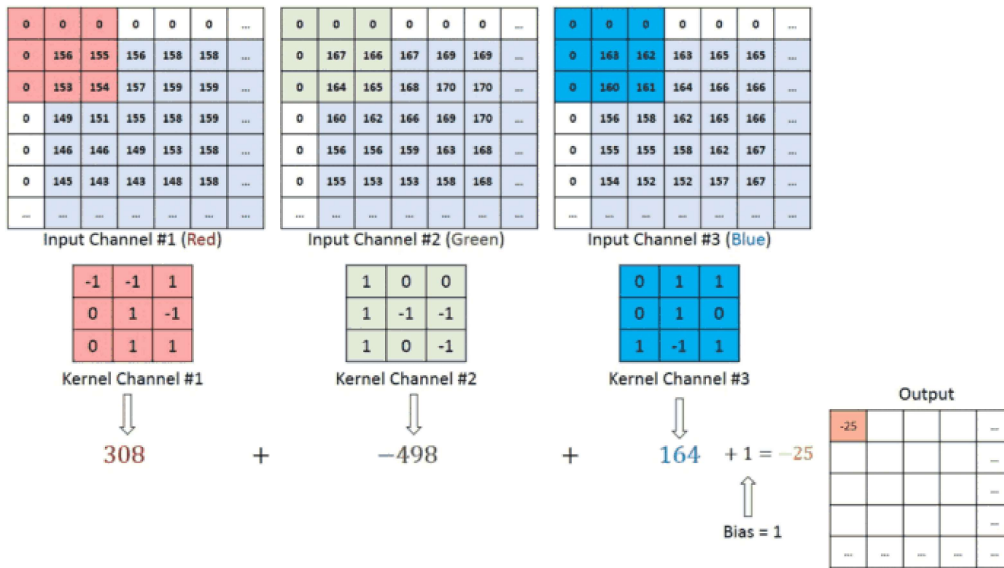 0 0 0 0 0 0 ...
0 156 155 156 158 158 ...
0 153 154 157 159 159 ...
0 149 151 155 158 159 ...
0 146 146 149 153 158 ...
0 145 143 143 148 158 ...
... ... ... ... ... ... ...
Input Channel #1 (Red)
0 0 0 0 0 0 ...
0 167 166 167 169 169 ...
0 164 165 168 170 170 ...
0 160 162 166 169 170 ...
0 156 156 159 163 168 ...
0 155 153 153 158 168 ...
... ... ... ... ... ... ...
Input Channel #2 (Green)
0 0 0 0 0 0 ...
0 163 162 163 165 165 ...
0 160 161 164 166 166 ...
0 156 158 162 165 166 ...
0 155 155 158 162 167 ...
0 154 152 152 157 167 ...
... ... ... ... ... ... ...
Input Channel #3 (Blue)
-1 -1 1
0 1 -1
0 1 1
Kernel Channel #1
1 0 0
1 -1 -1
1 0 -1
Kernel Channel #2
0 1 1
0 1 0
1 -1 1
Kernel Channel #3
308 + −498 + 164 + 1 = −25
Bias = 1
Output
-25 ...
...
...
...
... ... ... ... ...